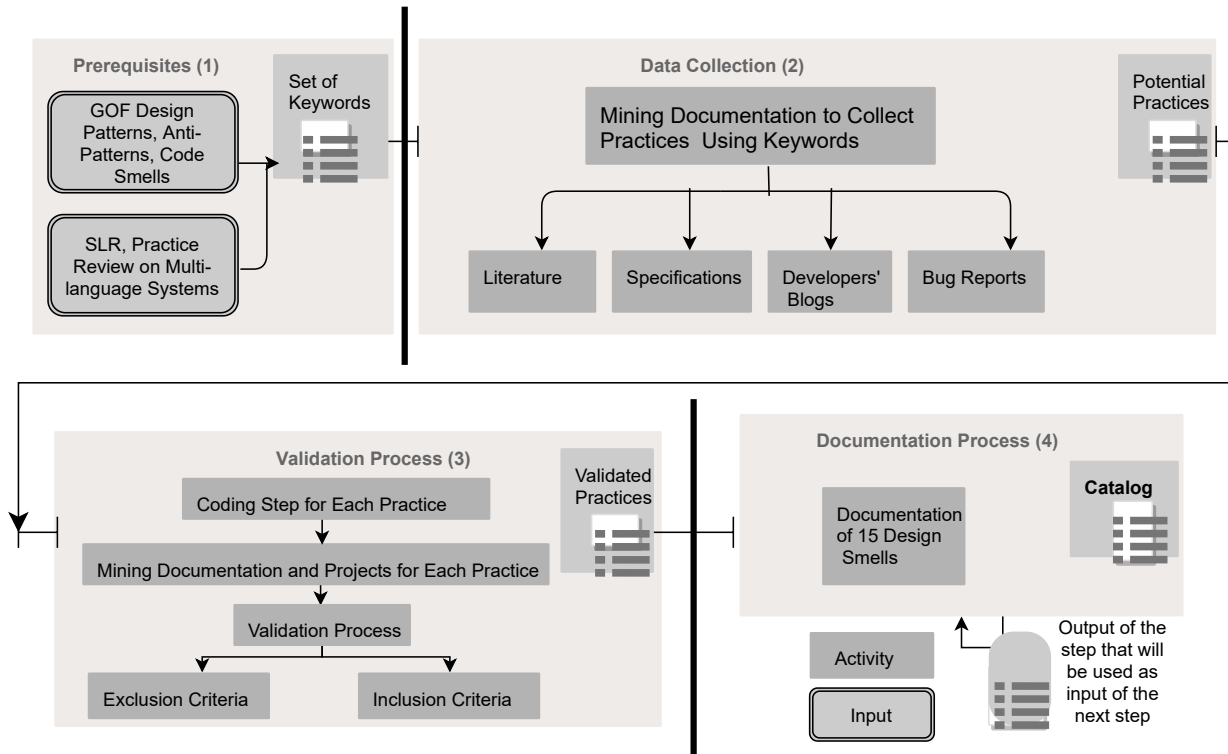 Prerequisites (1)
GOF Design
Patterns, Anti-
Patterns, Code
Smells
SLR, Practice
Review on Multi-
language Systems
Set of
Keywords
Data Collection (2)
Mining Documentation to Collect
Practices Using Keywords
Literature
Specifications
Developers'
Blogs
Bug Reports
Potential
Practices
Validation Process (3)
Coding Step for Each Practice
Mining Documentation and Projects for Each Practice
Validation Process
Exclusion Criteria
Inclusion Criteria
Validated
Practices
Documentation Process (4)
Documentation
of 15 Design
Smells
Catalog
Activity
Input
Output of the
step that will
be used as
input of the
next step